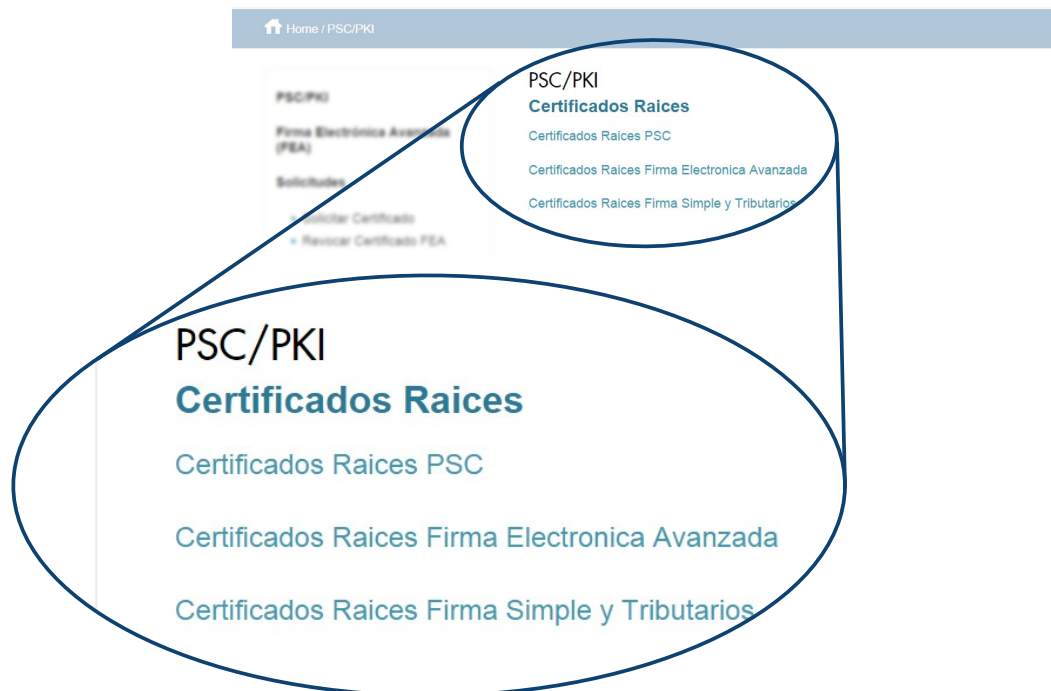 Home / PSC/PKI
PSC/PKI
Firma Electrónica Avanzada
(FEA)
Solicitudes
Solicitar Certificado
Revocar Certificado FEA
PSC/PKI
Certificados Raices
Certificados Raices PSC
Certificados Raices Firma Electronica Avanzada
Certificados Raices Firma Simple y Tributarios
PSC/PKI
Certificados Raices
Certificados Raices PSC
Certificados Raices Firma Electronica Avanzada
Certificados Raices Firma Simple y Tributarios